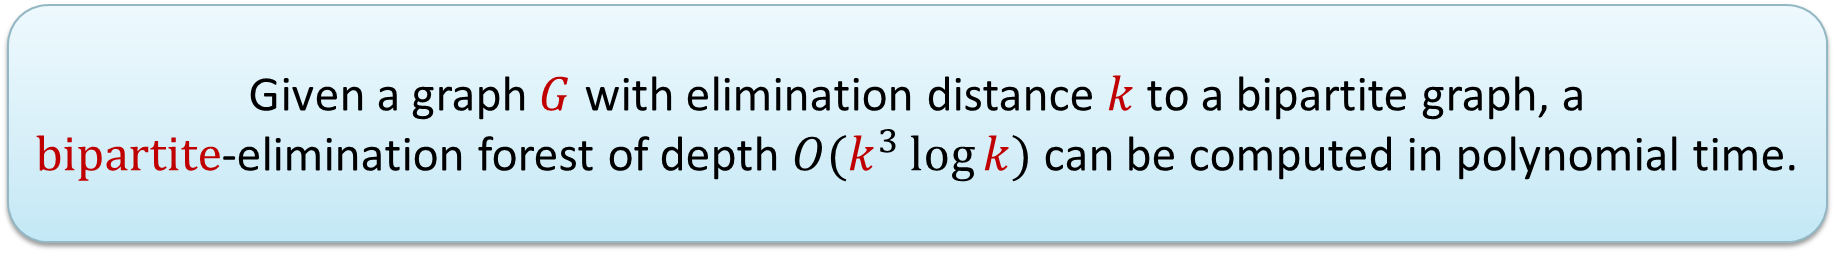 Given a graph G with elimination distance k to a bipartite graph, a
bipartite-elimination forest of depth O(k³ log k) can be computed in polynomial time.